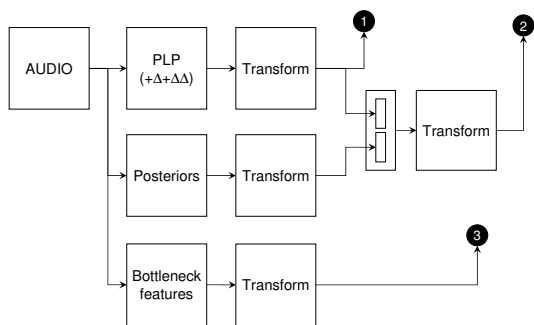 1
2
AUDIO
PLP
(+Δ+ΔΔ)
Transform
Transform
Posteriors
Transform
3
Bottleneck
features
Transform